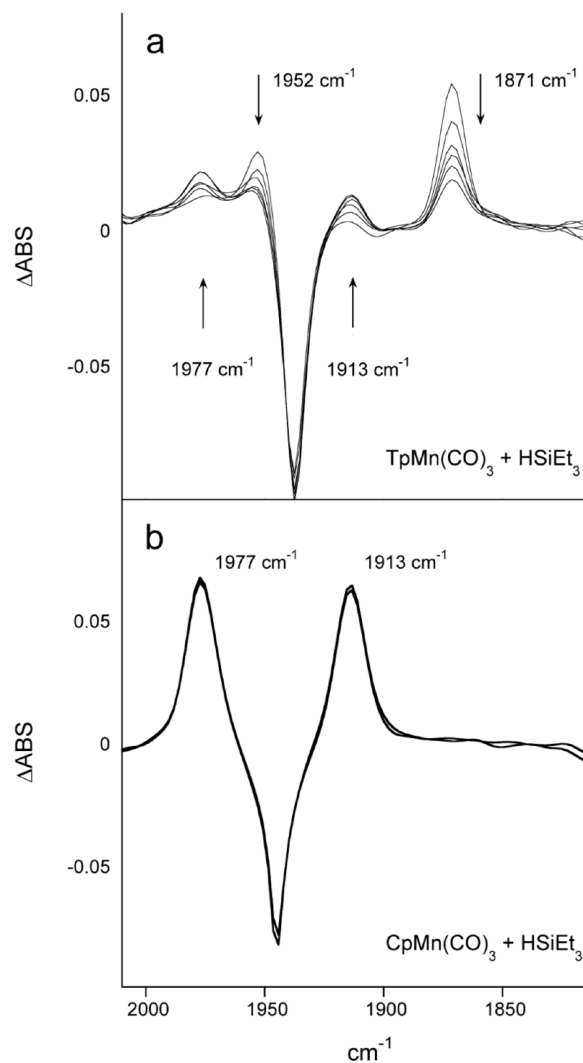 a
1952 cm⁻¹
1871 cm⁻¹
0.05
0
-0.05
ΔABS
1977 cm⁻¹
1913 cm⁻¹
TpMn(CO)₃ + HSiEt₃
b
1977 cm⁻¹
1913 cm⁻¹
0.05
0
-0.05
ΔABS
CpMn(CO)₃ + HSiEt₃
2000
1950
1900
1850
cm⁻¹